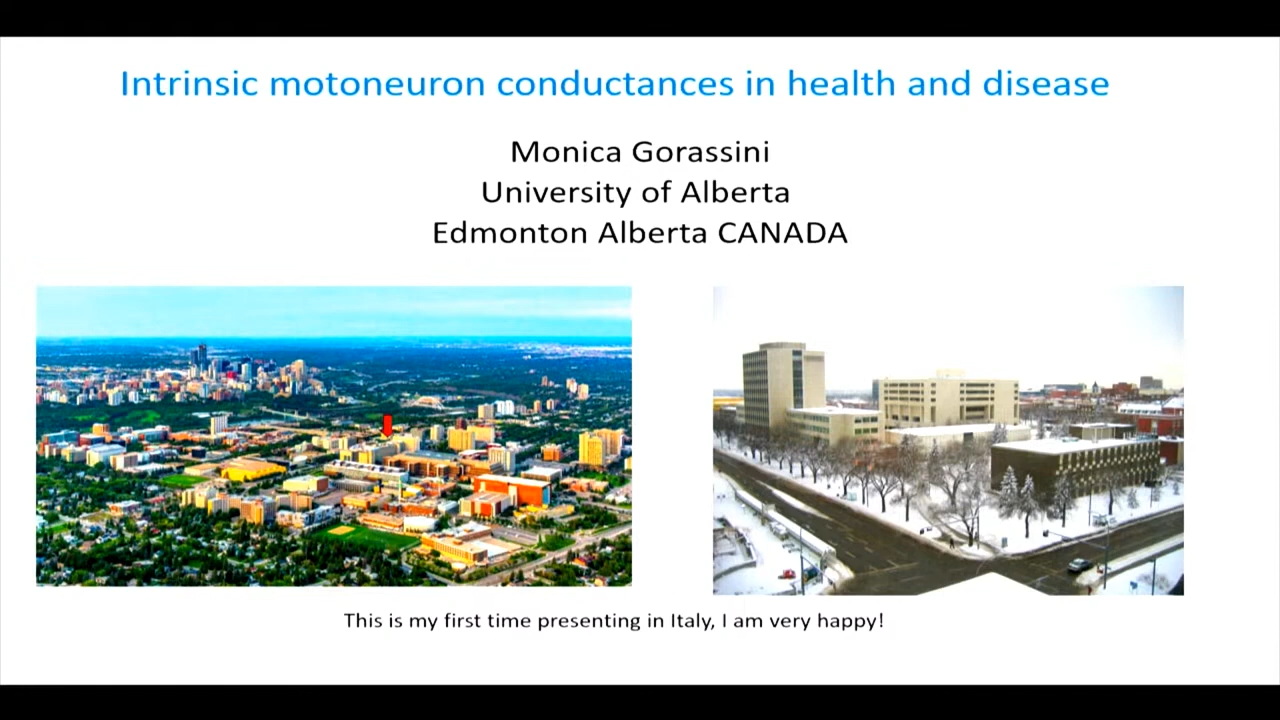 Intrinsic motoneuron conductances in health and disease
Monica Gorassini
University of Alberta
Edmonton Alberta CANADA
This is my first time presenting in Italy, I am very happy!